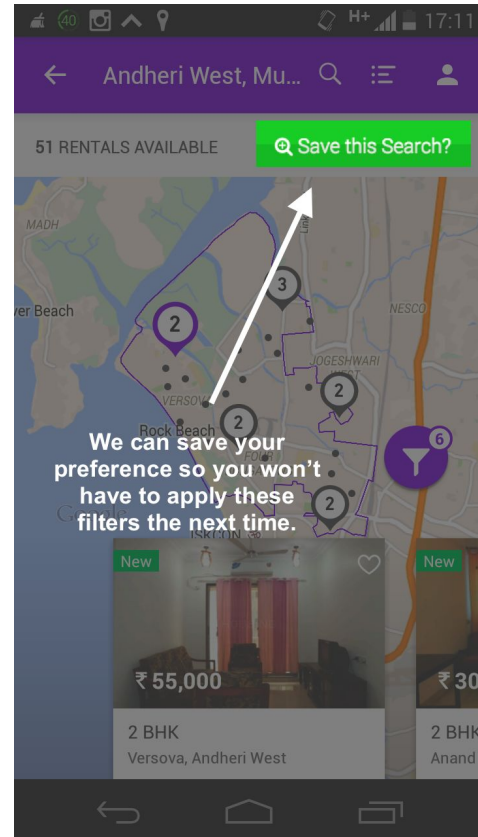 40
H+
17:11
Andheri West, Mu...
51 RENTALS AVAILABLE
Save this Search?
MADH
Link
ver Beach
NESCO
3
2
JOGESHWARI
WEST
2
VERSOVA
2
Rock Beach
6
We can save your
preference so you won't
have to apply these
filters the next time.
FOUR
Google
2
ISKCON
New
New
₹ 55,000
₹ 30
2 BHK
2 BHK
Versova, Andheri West
Anand